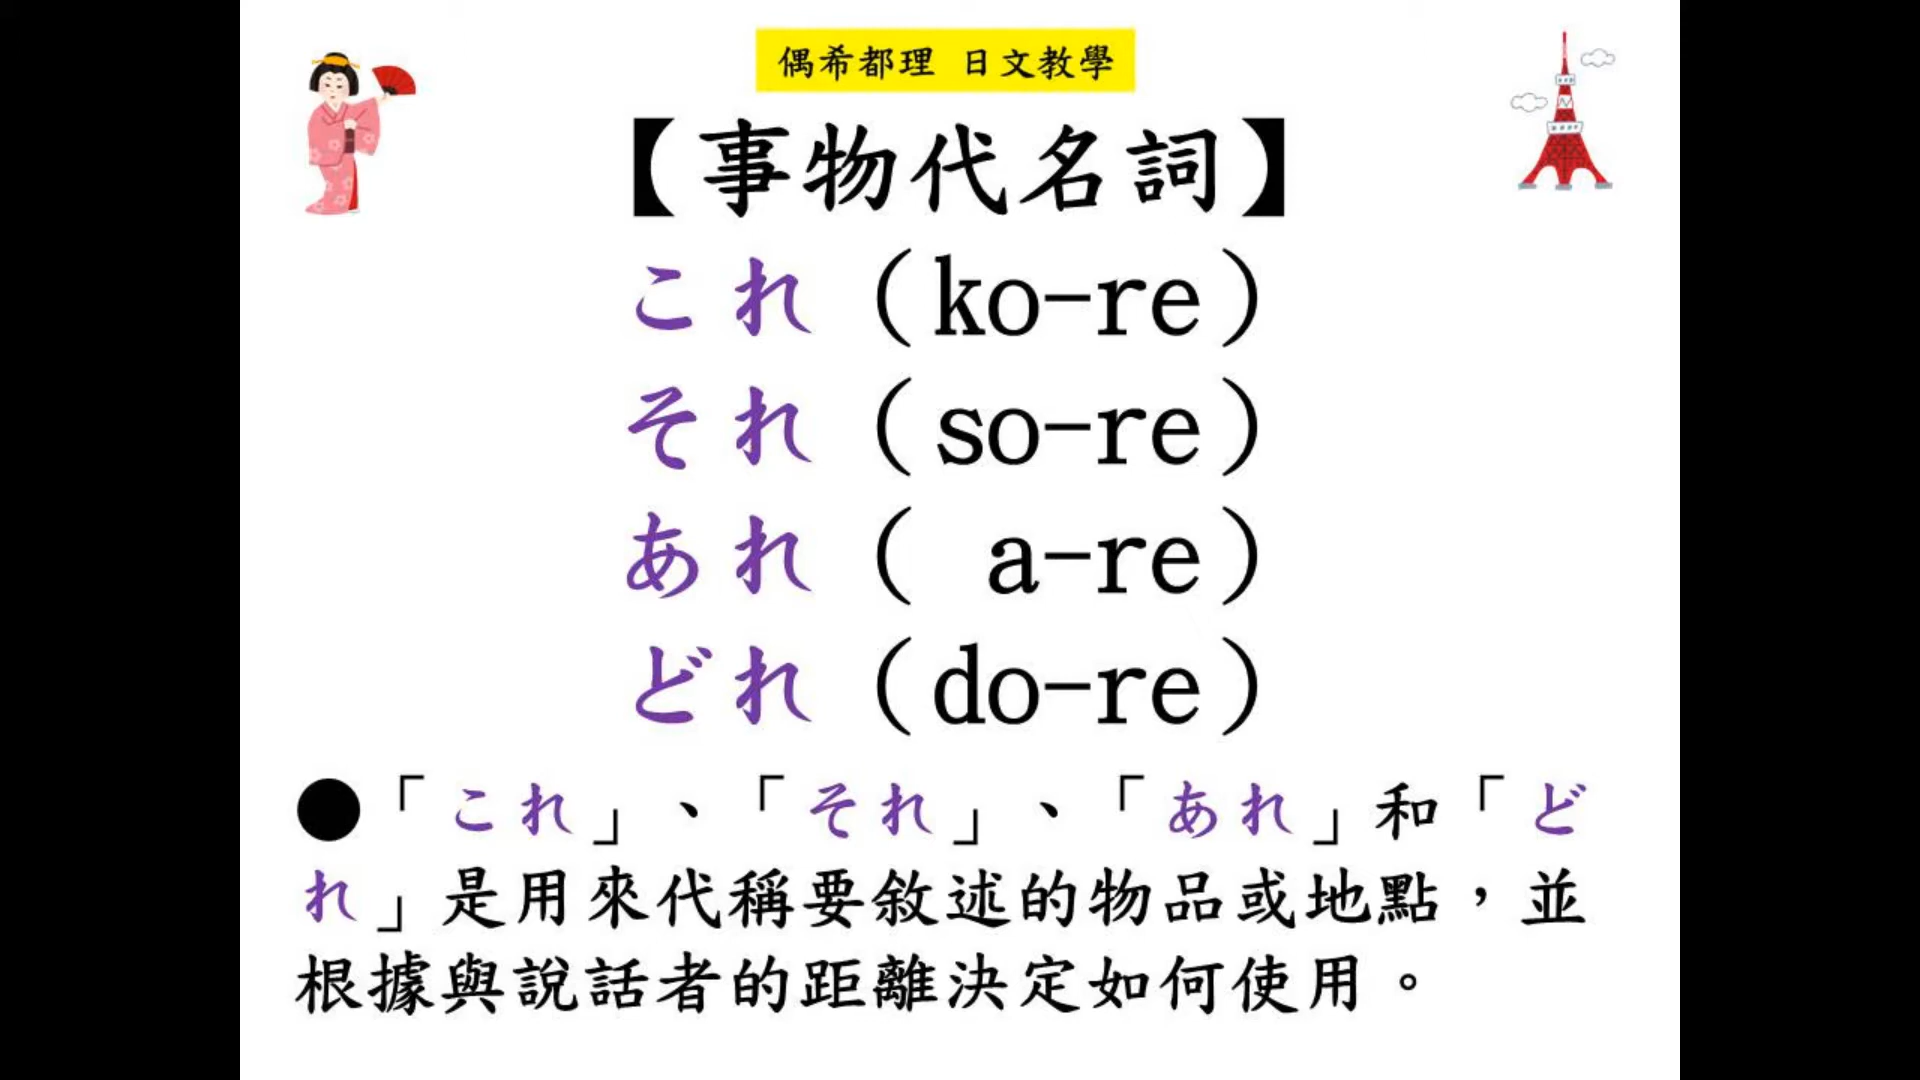 偶希都理 日文教學
【事物代名詞】
これ(ko-re)
それ(so-re)
あれ( a-re)
どれ(do-re)
●「これ」、「それ」、「あれ」和「ど
れ」是用來代稱要敘述的物品或地點，並
根據與說話者的距離決定如何使用。